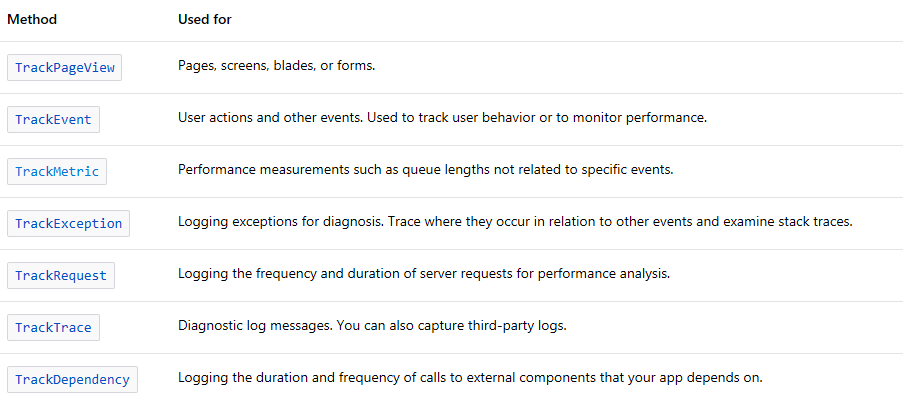 Method Used for
TrackPageView Pages, screens, blades, or forms.
TrackEvent User actions and other events. Used to track user behavior or to monitor performance.
TrackMetric Performance measurements such as queue lengths not related to specific events.
TrackException Logging exceptions for diagnosis. Trace where they occur in relation to other events and examine stack traces.
TrackRequest Logging the frequency and duration of server requests for performance analysis.
TrackTrace Diagnostic log messages. You can also capture third-party logs.
TrackDependency Logging the duration and frequency of calls to external components that your app depends on.